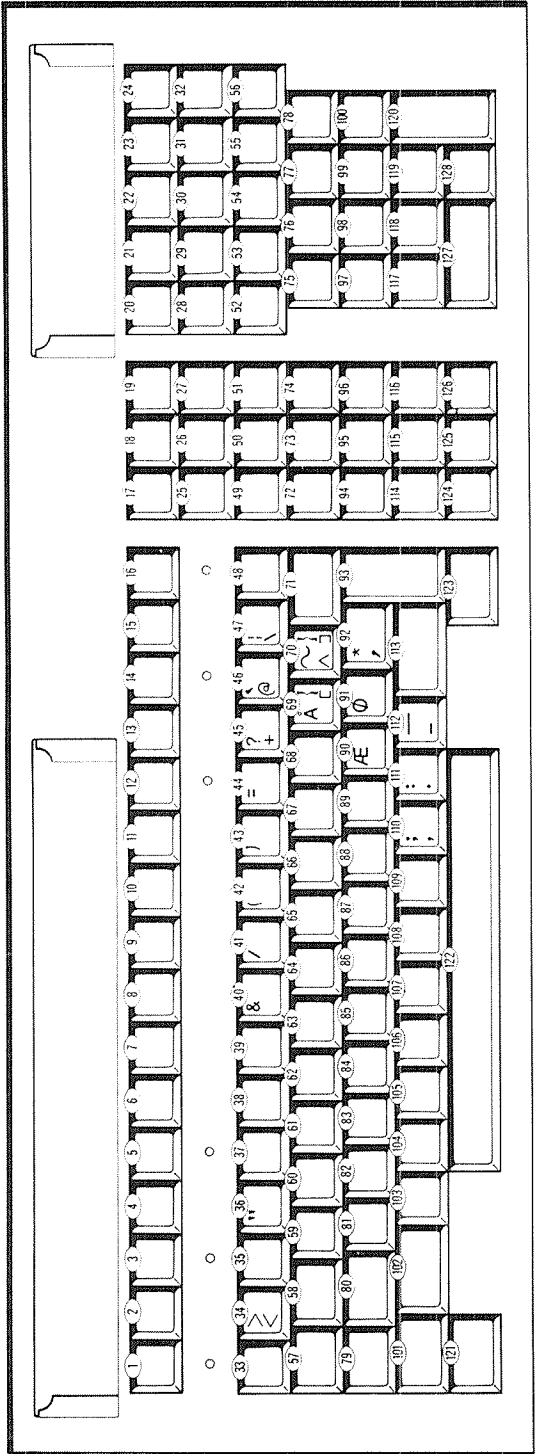 1 2 3 4 5 6 7 8 9 10 11 12 13 14 15 16 17 18 19 20 21 22 23 24
25 26 27 28 29 30 31 32
33 34 35 36 37 38 39 40 41 42 43 44 45 46 47 48 49 50 51 52 53 54 55 56
> " & / ( ) = ? ` |
< + @ \
57 58 59 60 61 62 63 64 65 66 67 68 69 70 71 72 73 74 75 76 77 78
Å { ~ }
[ ^ ]
79 80 81 82 83 84 85 86 87 88 89 90 91 92 93 94 95 96 97 98 99 100
Æ Ø *
'
101 102 103 104 105 106 107 108 109 110 111 112 113 114 115 116 117 118 119 120
; : _
, . -
121 122 123 124 125 126 127 128